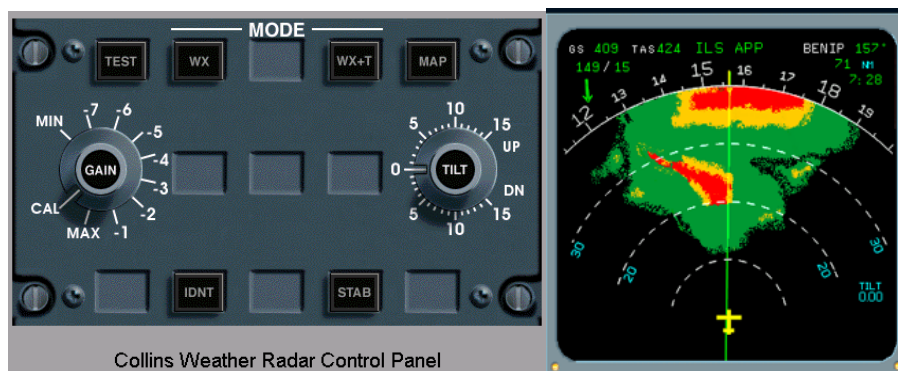 MODE
TEST WX WX+T MAP
MIN -7 -6 -5 -4 -3 -2 -1 MAX CAL
GAIN
10 15 UP DN 15 10 5 0 5
TILT
IDNT STAB
Collins Weather Radar Control Panel
GS 409 TAS424 ILS APP BENIP 157°
149/15 71 NM
7:28
12 13 14 15 16 17 18 19
30 30
20 20
TILT
0.00